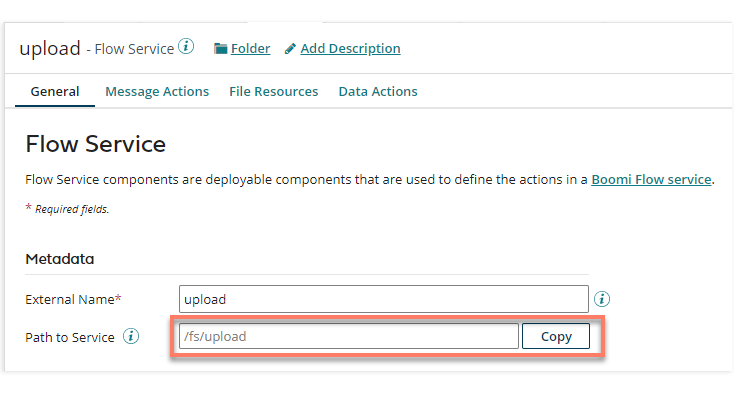 upload - Flow Service i Folder Add Description
General Message Actions File Resources Data Actions
Flow Service
Flow Service components are deployable components that are used to define the actions in a Boomi Flow service.
* Required fields.
Metadata
External Name* upload i
Path to Service i /fs/upload Copy